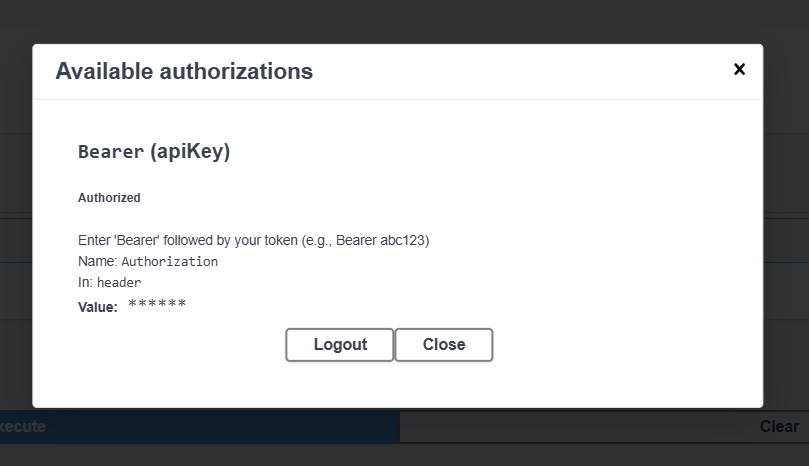 Available authorizations
×
Bearer (apiKey)
Authorized
Enter 'Bearer' followed by your token (e.g., Bearer abc123)
Name: Authorization
In: header
Value: ******
Logout Close
Clear